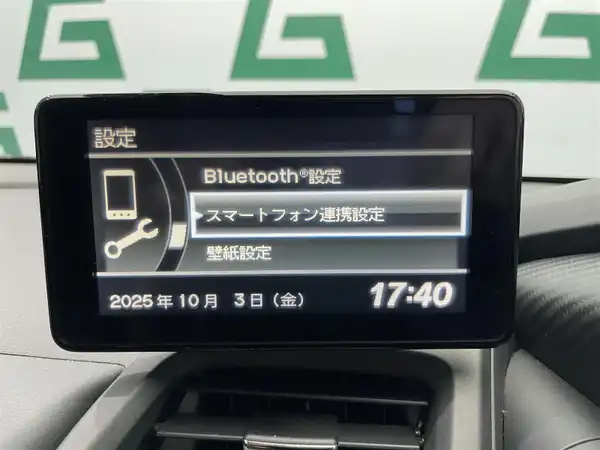 設定
Bluetooth®設定
スマートフォン連携設定
壁紙設定
2025年10月 3日(金) 17:40